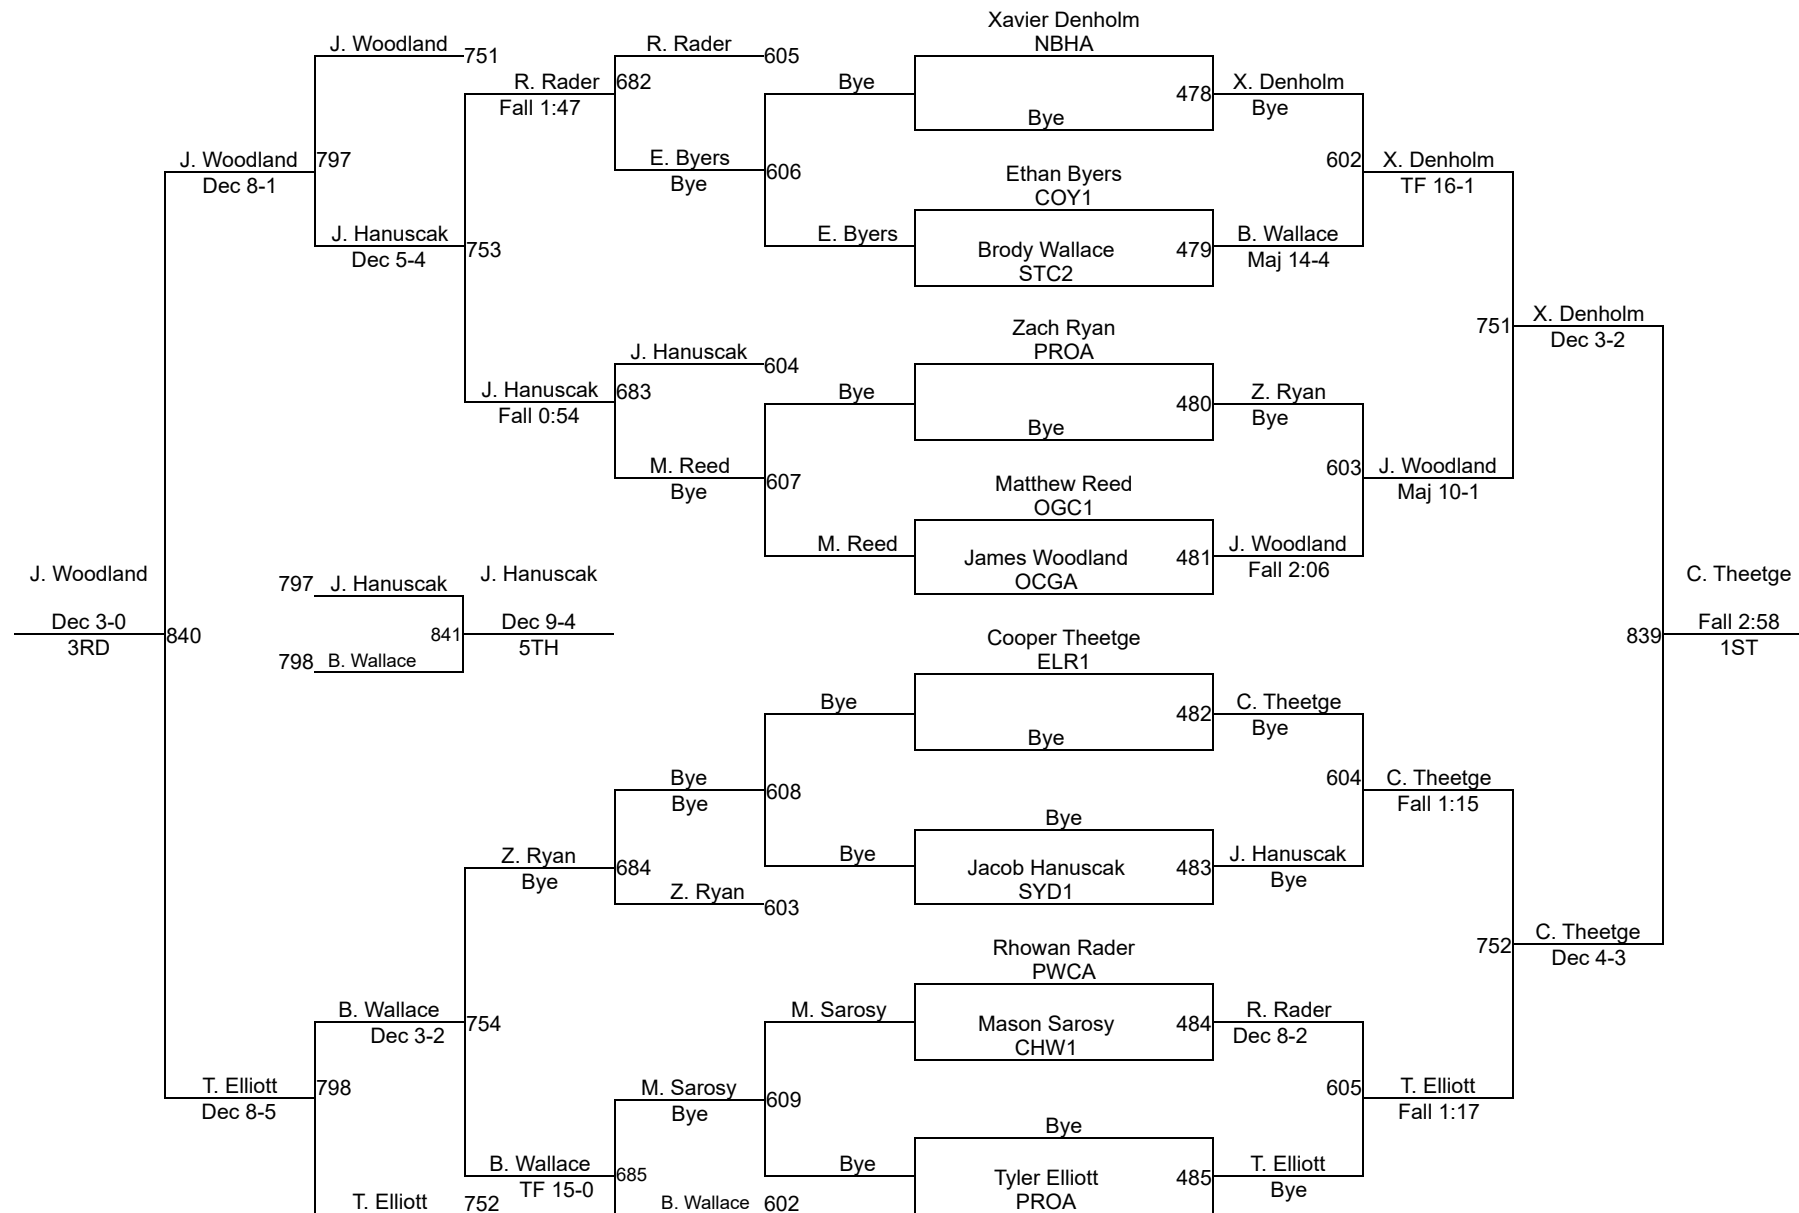 Xavier Denholm
J. Woodland
R. Rader
NBHA
751
605
R. Rader
682
Bye
478
X. Denholm
Fall 1:47
Bye
Bye
J. Woodland
797
E. Byers
606
Ethan Byers
602
X. Denholm
Dec 8-1
Bye
COY1
TF 16-1
J. Hanuscak
753
E. Byers
Brody Wallace
479
B. Wallace
Dec 5-4
STC2
Maj 14-4
Zach Ryan
751
X. Denholm
J. Hanuscak
604
PROA
Dec 3-2
J. Hanuscak
683
Bye
480
Z. Ryan
Fall 0:54
Bye
Bye
M. Reed
607
Matthew Reed
603
J. Woodland
Bye
OGC1
Maj 10-1
M. Reed
James Woodland
481
J. Woodland
OCGA
Fall 2:06
J. Woodland
797
J. Hanuscak
J. Hanuscak
C. Theetge
Dec 3-0
840
841
Dec 9-4
839
Fall 2:58
3RD
798
B. Wallace
5TH
1ST
Cooper Theetge
ELR1
Bye
482
C. Theetge
Bye
Bye
Bye
608
604
C. Theetge
Bye
Fall 1:15
Bye
Z. Ryan
684
Bye
Jacob Hanuscak
483
J. Hanuscak
Bye
SYD1
Bye
Z. Ryan
603
752
C. Theetge
Dec 4-3
Rhowan Rader
PWCA
B. Wallace
754
M. Sarosy
Mason Sarosy
484
R. Rader
Dec 3-2
CHW1
Dec 8-2
T. Elliott
798
M. Sarosy
609
605
T. Elliott
Dec 8-5
Bye
Fall 1:17
Bye
B. Wallace
685
Bye
Tyler Elliott
485
T. Elliott
TF 15-0
PROA
Bye
T. Elliott
752
B. Wallace
602